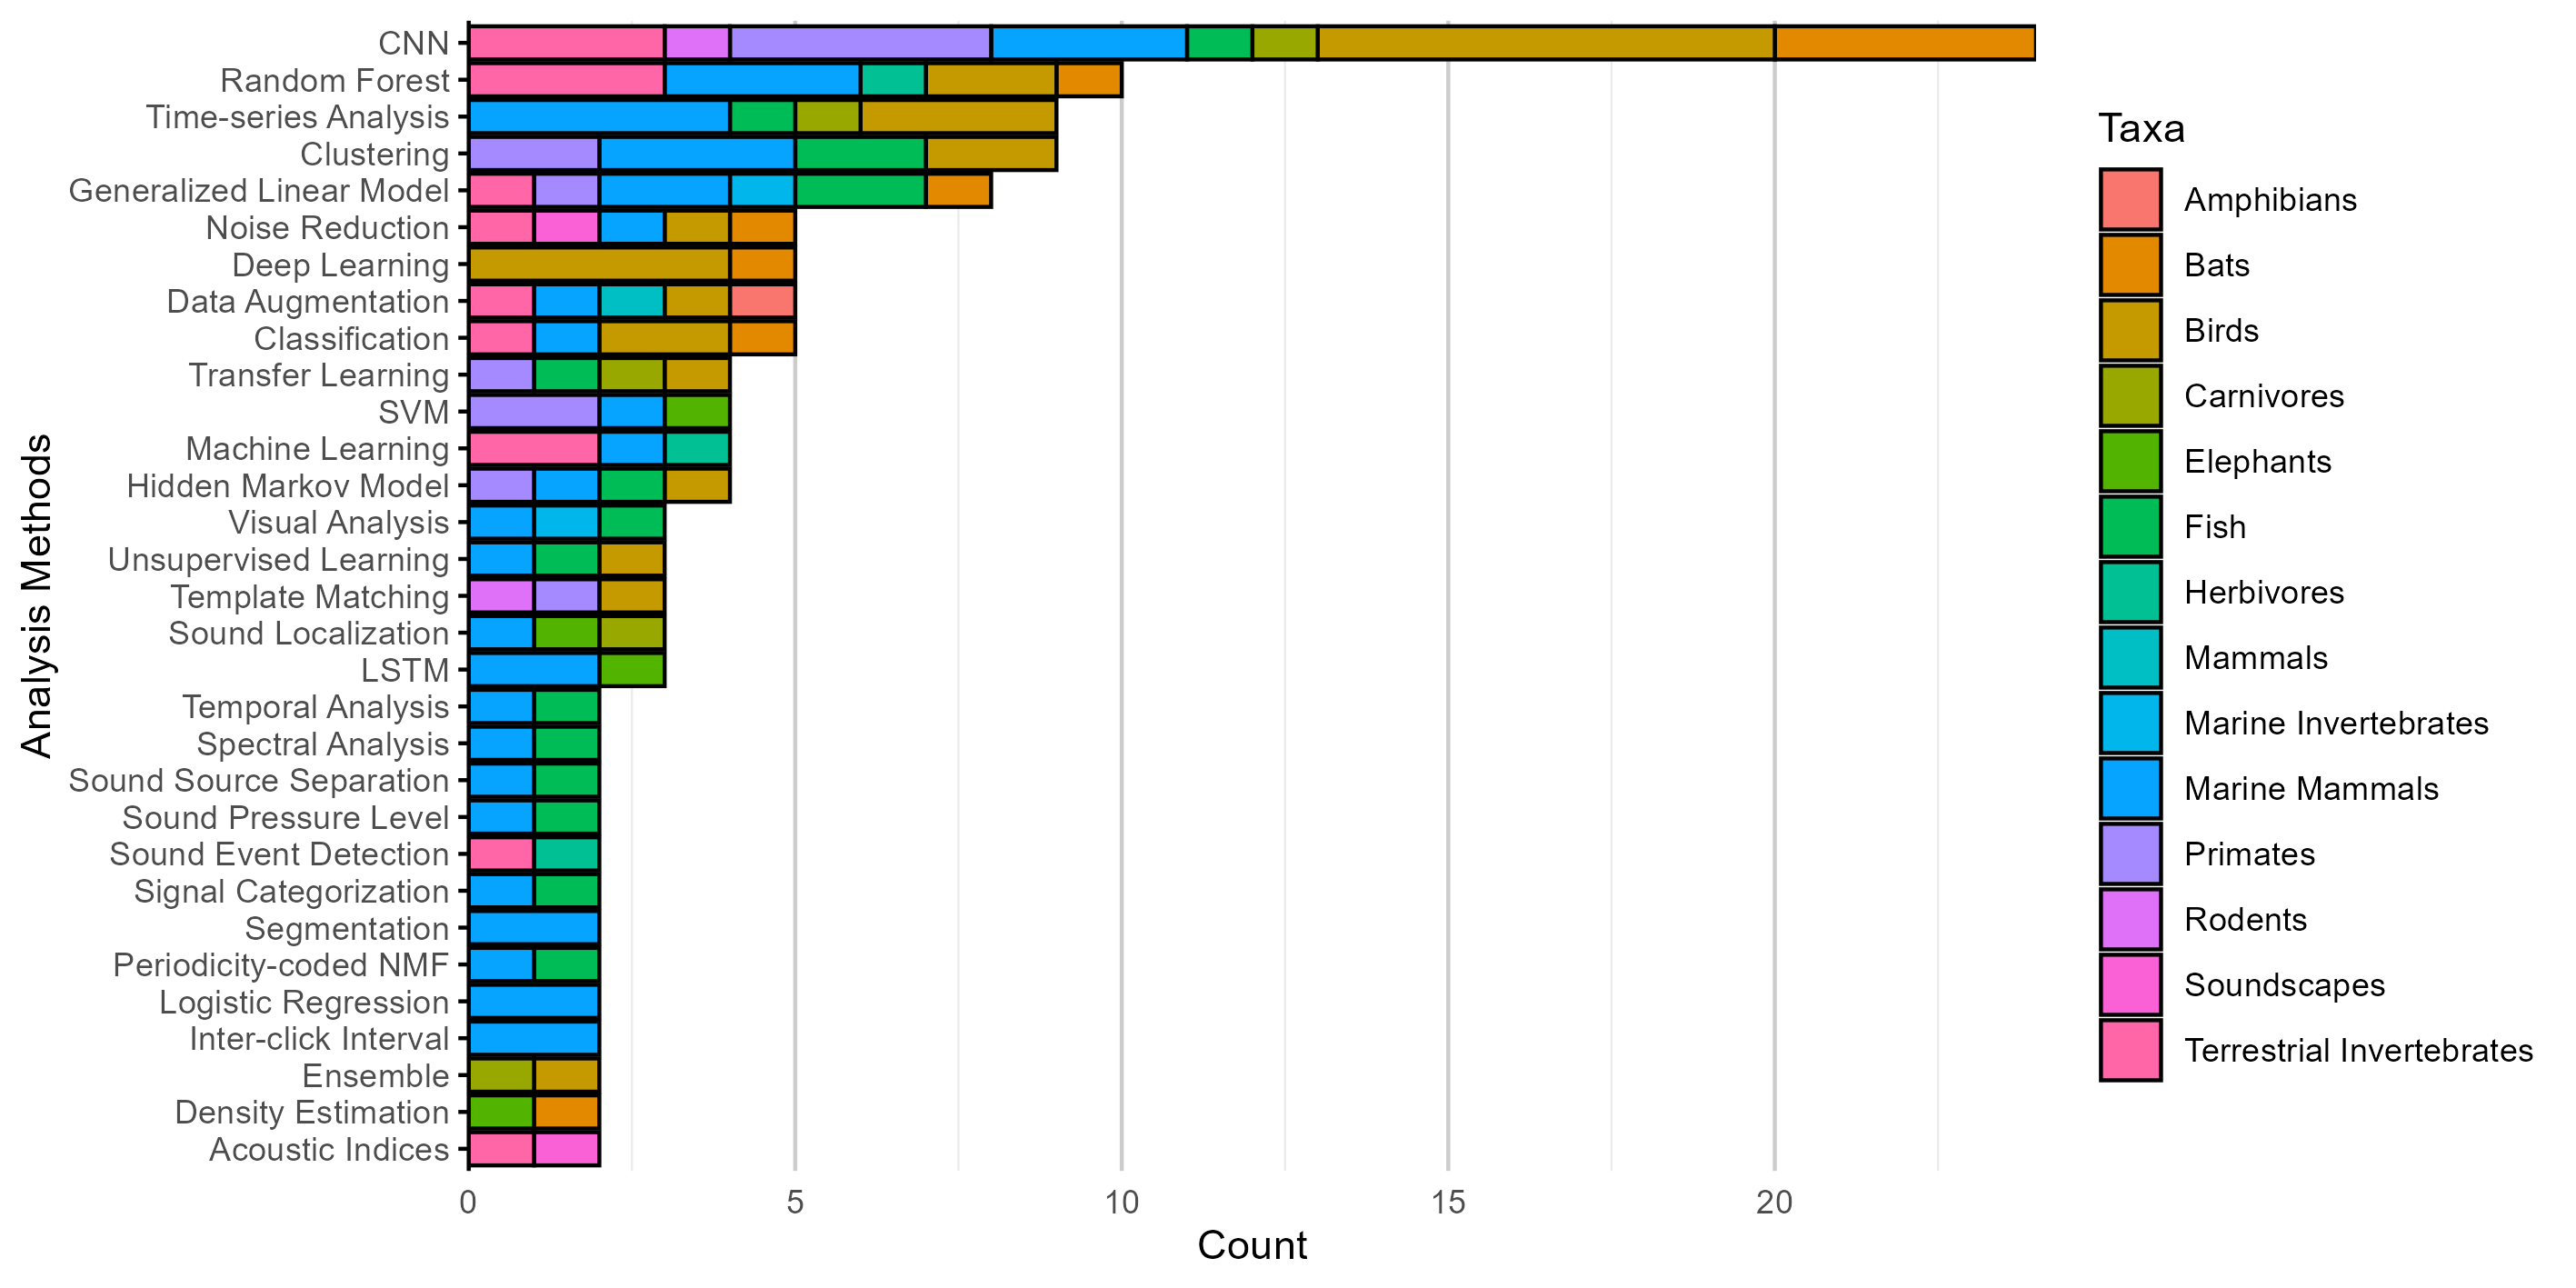 Analysis Methods
CNN
Random Forest
Time-series Analysis
Clustering
Generalized Linear Model
Noise Reduction
Deep Learning
Data Augmentation
Classification
Transfer Learning
SVM
Machine Learning
Hidden Markov Model
Visual Analysis
Unsupervised Learning
Template Matching
Sound Localization
LSTM
Temporal Analysis
Spectral Analysis
Sound Source Separation
Sound Pressure Level
Sound Event Detection
Signal Categorization
Segmentation
Periodicity-coded NMF
Logistic Regression
Inter-click Interval
Ensemble
Density Estimation
Acoustic Indices
0 5 10 15 20
Count
Taxa
Amphibians
Bats
Birds
Carnivores
Elephants
Fish
Herbivores
Mammals
Marine Invertebrates
Marine Mammals
Primates
Rodents
Soundscapes
Terrestrial Invertebrates